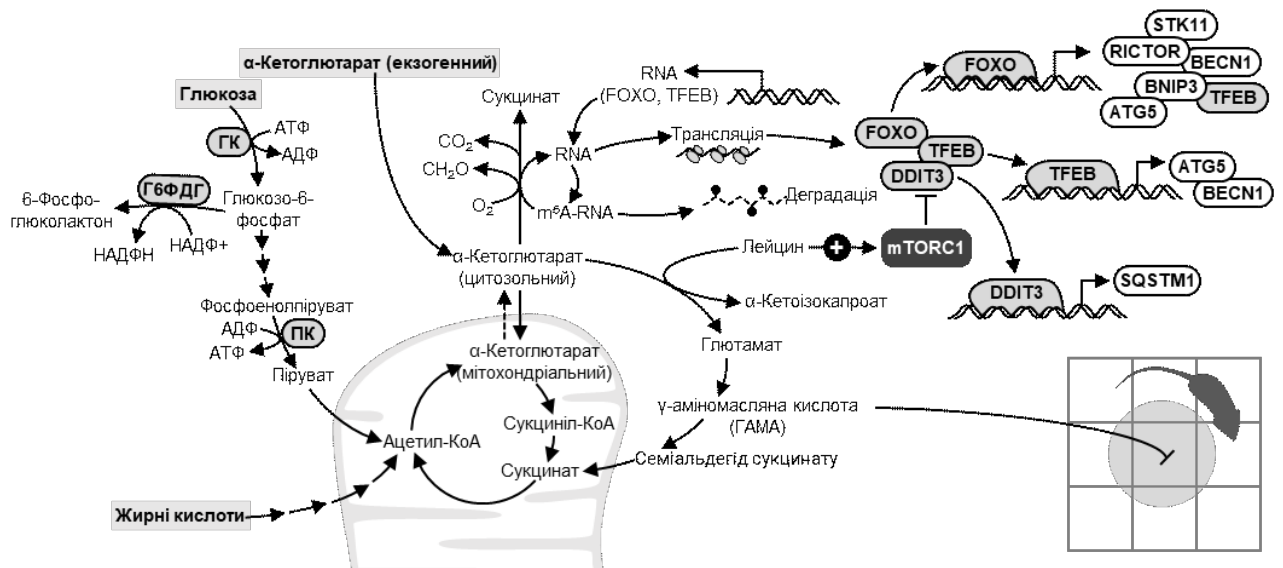 α-Кетоглутарат (екзогенний)
Глюкоза
ГК
АТФ
АДФ
Г6ФДГ
6-Фосфо-
глюколактон
Глюкозо-6-
фосфат
НАДФН
НАДФ+
Фосфоенолпіруват
АДФ
АТФ
ПК
Піруват
Ацетил-КоА
Жирні кислоти
Сукцинат
CO2
CH2O
O2
RNA
(FOXO, TFEB)
RNA
m6A-RNA
Трансляція
Деградація
α-Кетоглутарат
(цитозольний)
α-Кетоглутарат
(мітохондріальний)
Сукциніл-КоА
Сукцинат
Лейцин
+
mTORC1
α-Кетоізокапроат
Глютамат
γ-аміномасляна кислота
(ГАМА)
Семіальдегід сукцинату
FOXO
TFEB
DDIT3
FOXO
STK11
RICTOR
BECN1
BNIP3
TFEB
ATG5
TFEB
ATG5
BECN1
DDIT3
SQSTM1